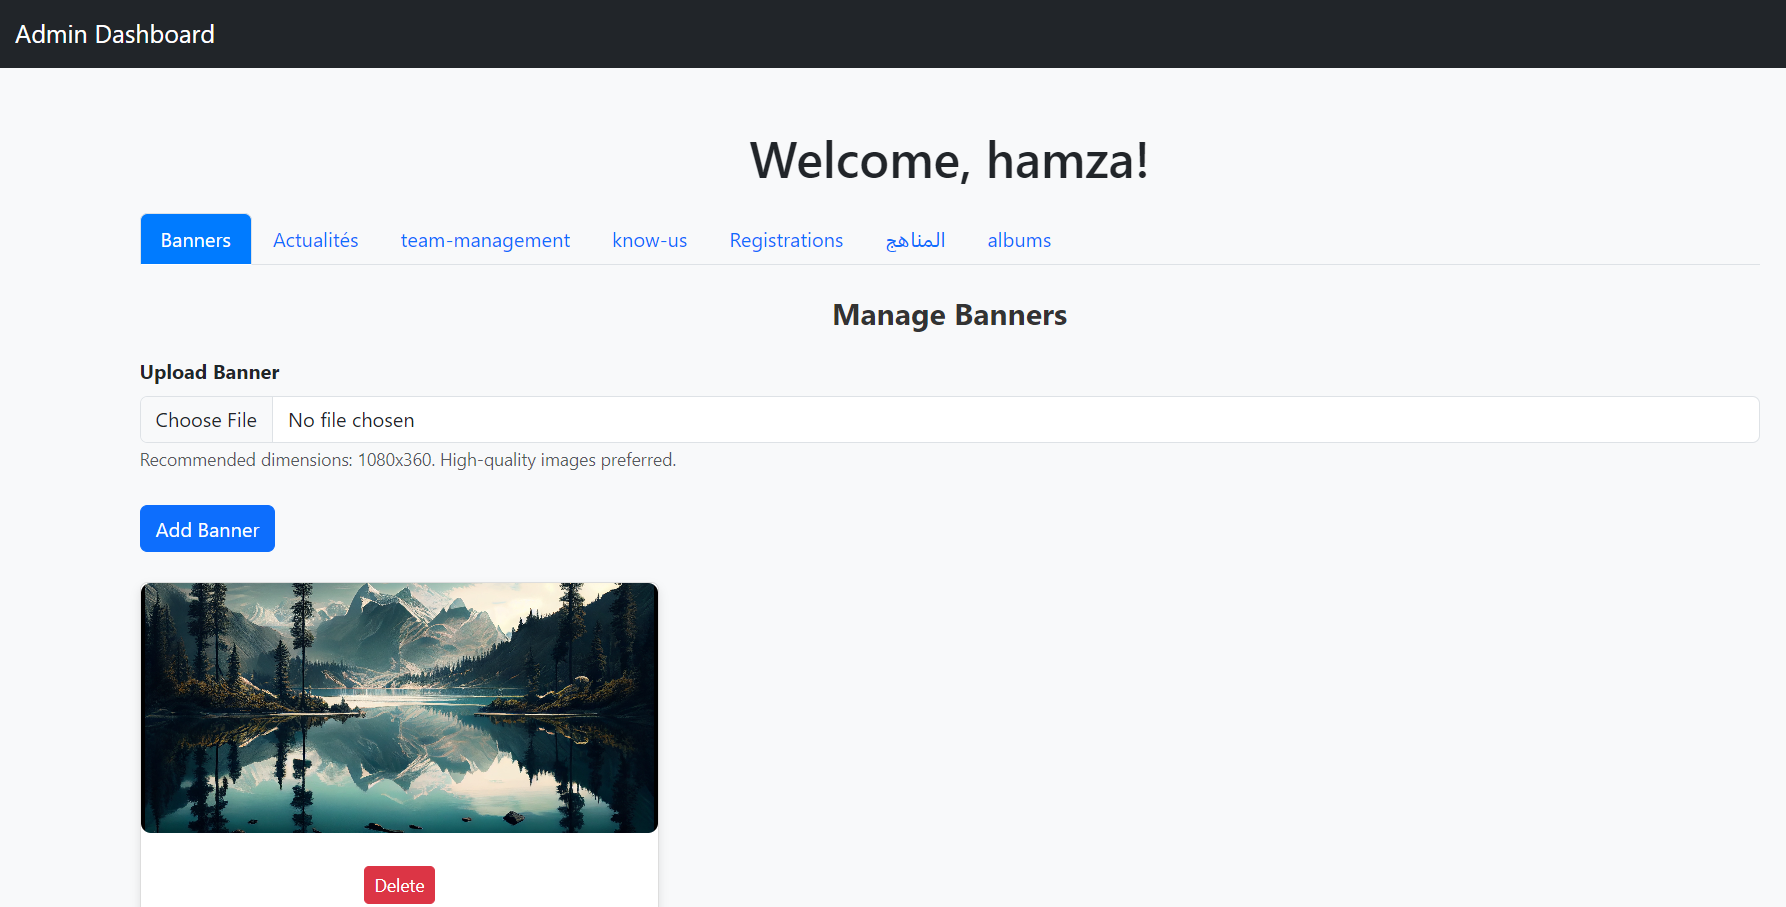 Admin Dashboard
Welcome, hamza!
Banners Actualités team-management know-us Registrations المناهج albums
Manage Banners
Upload Banner
Choose File No file chosen
Recommended dimensions: 1080x360. High-quality images preferred.
Add Banner
Delete